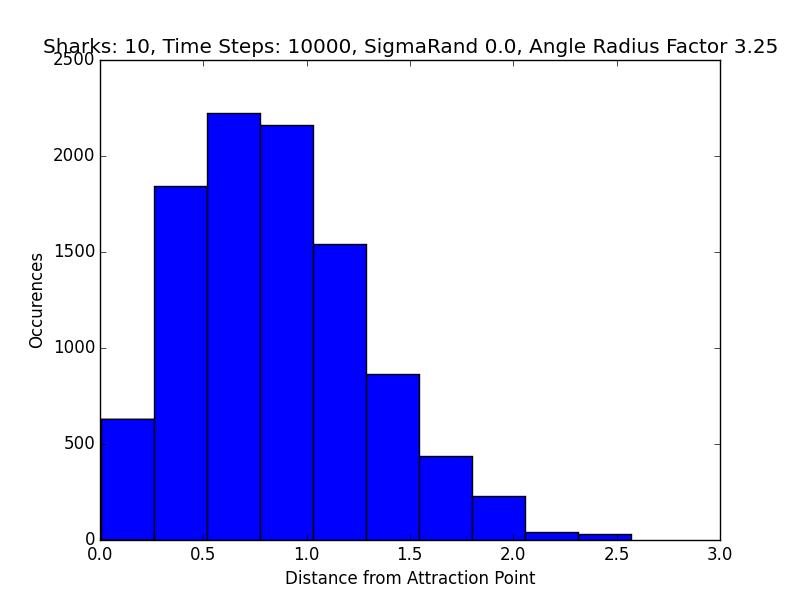 Sharks: 10, Time Steps: 10000, SigmaRand 0.0, Angle Radius Factor 3.25
2500
2000
1500
1000
500
0
Occurences
0.0 0.5 1.0 1.5 2.0 2.5 3.0
Distance from Attraction Point